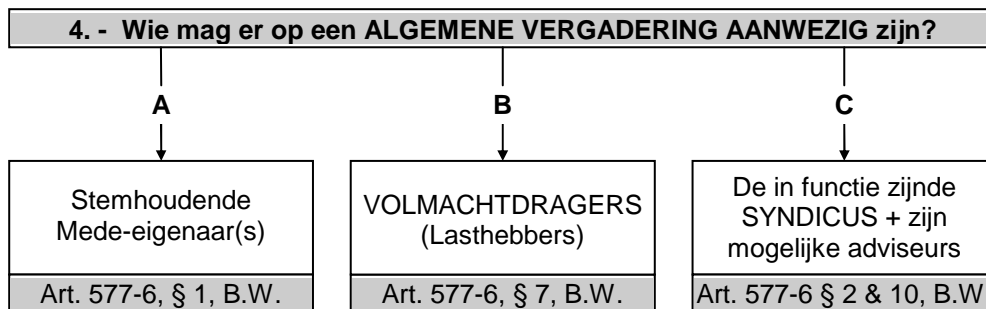 4. - Wie mag er op een ALGEMENE VERGADERING AANWEZIG zijn?
A
B
C
Stemhoudende
Mede-eigenaar(s)
Art. 577-6, § 1, B.W.
VOLMACHTDRAGERS
(Lasthebbers)
Art. 577-6, § 7, B.W.
De in functie zijnde
SYNDICUS + zijn
mogelijke adviseurs
Art. 577-6 § 2 & 10, B.W